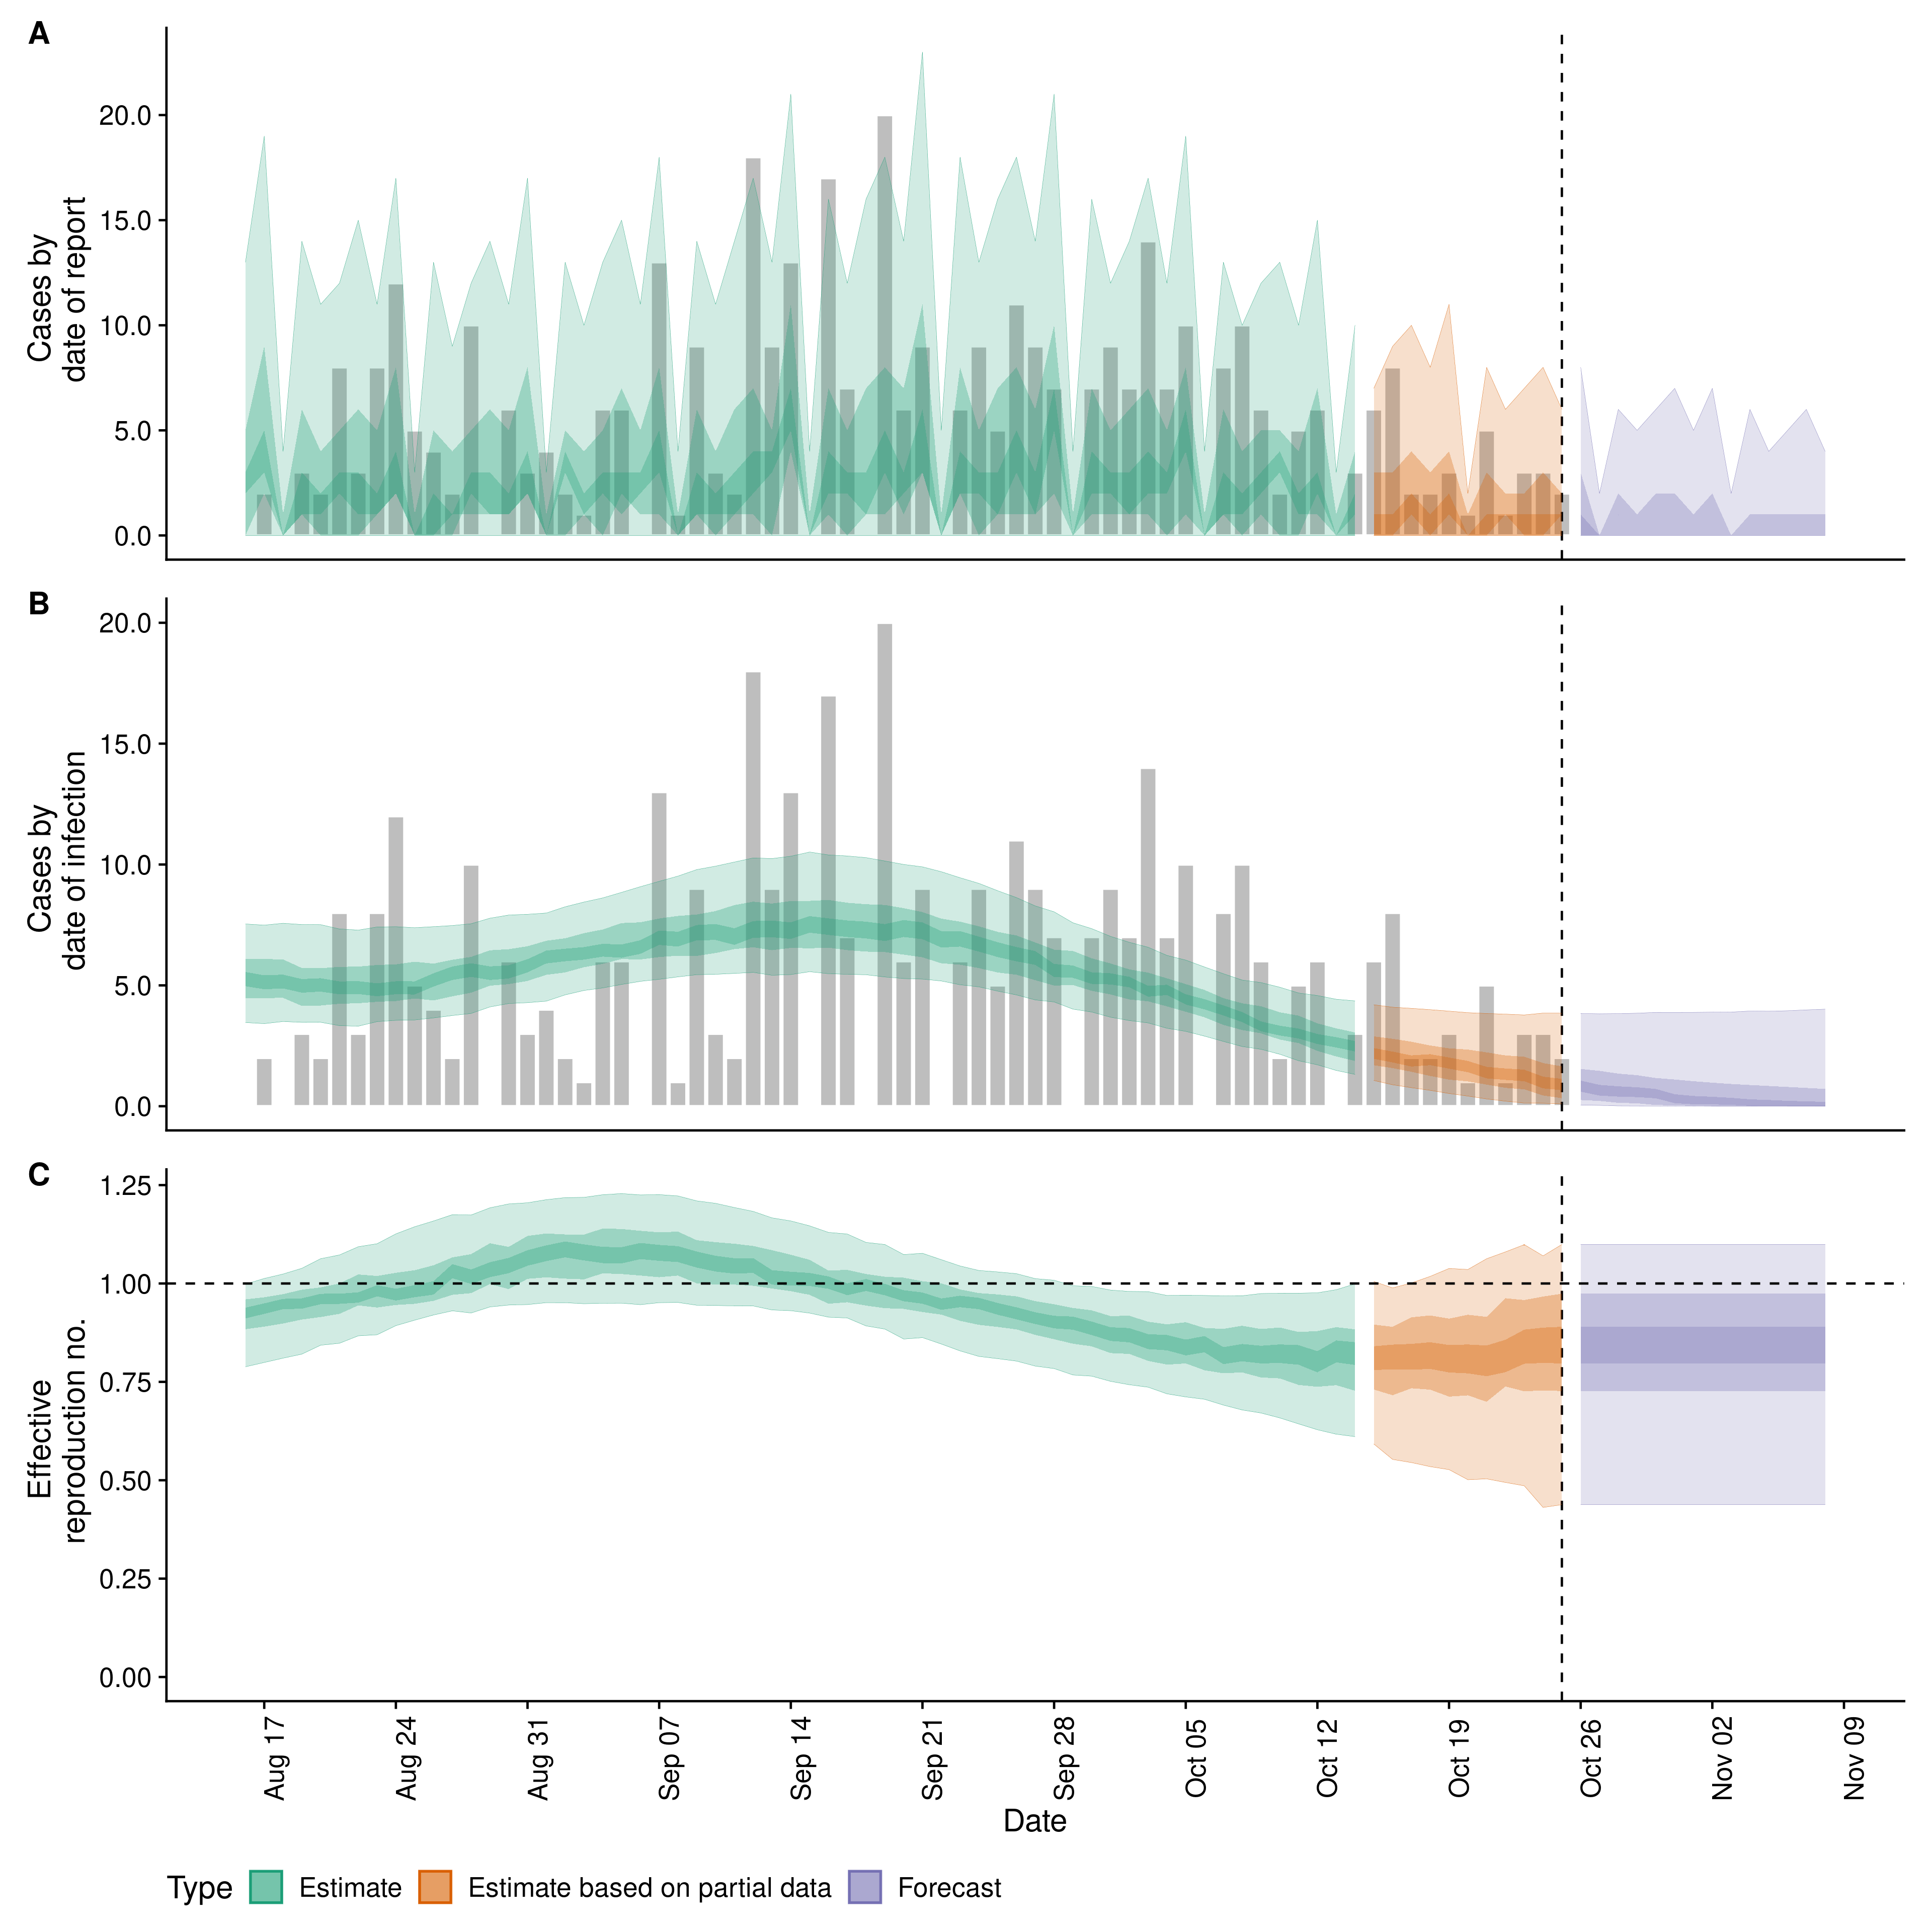 A
Cases by
date of report
20.0
15.0
10.0
5.0
0.0
B
Cases by
date of infection
20.0
15.0
10.0
5.0
0.0
C
Effective
reproduction no.
1.25
1.00
0.75
0.50
0.25
0.00
Aug 17
Aug 24
Aug 31
Sep 07
Sep 14
Sep 21
Sep 28
Oct 05
Oct 12
Oct 19
Oct 26
Nov 02
Nov 09
Date
Type Estimate Estimate based on partial data Forecast